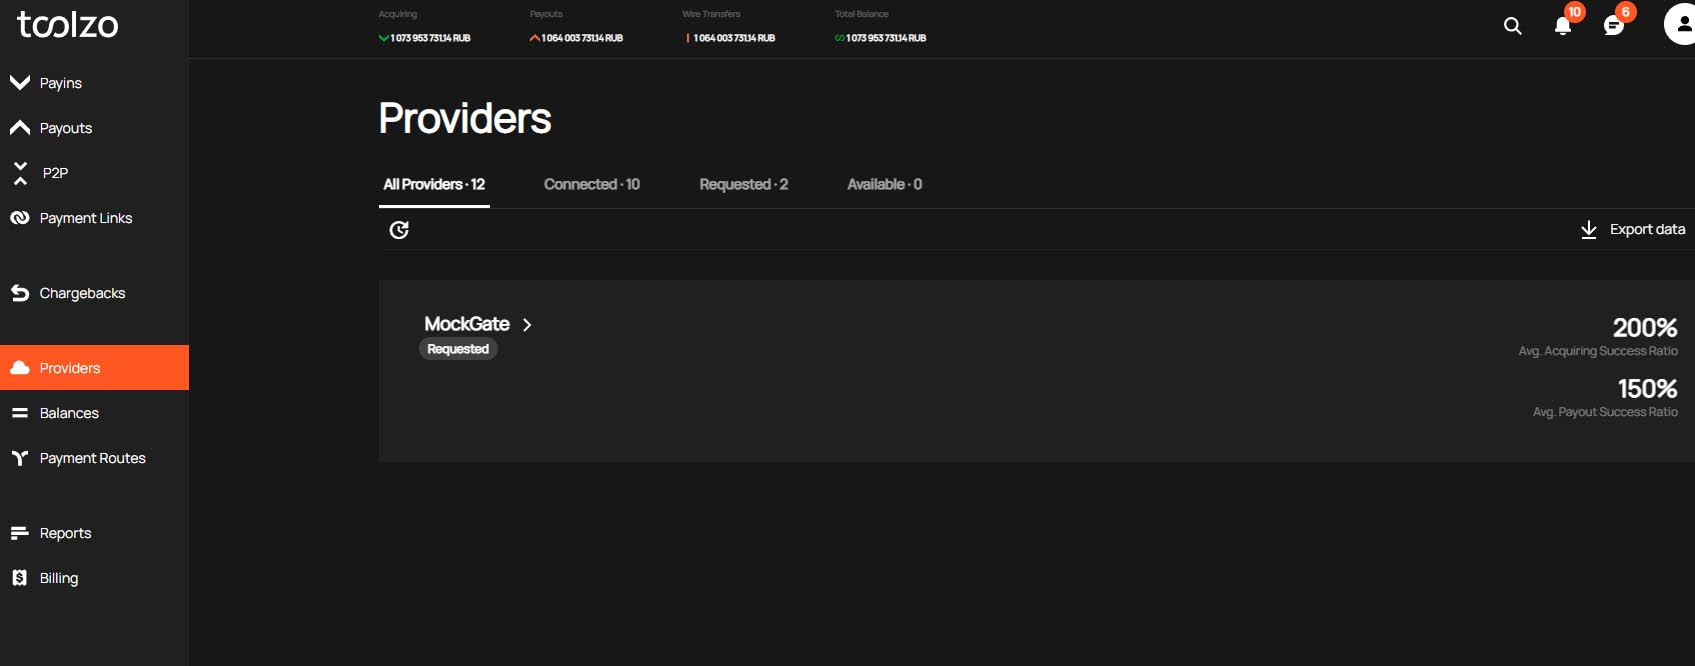 toolzo
Acquiring
Payouts
Wire Transfers
Total Balance
1 073 953 731.14 RUB
1 064 003 731.14 RUB
1 064 003 731.14 RUB
1 073 953 731.14 RUB
10
6
Payins
Payouts
P2P
Payment Links
Chargebacks
Providers
Balances
Payment Routes
Reports
Billing
Providers
All Providers · 12
Connected · 10
Requested · 2
Available · 0
Export data
MockGate
Requested
200%
Avg. Acquiring Success Ratio
150%
Avg. Payout Success Ratio